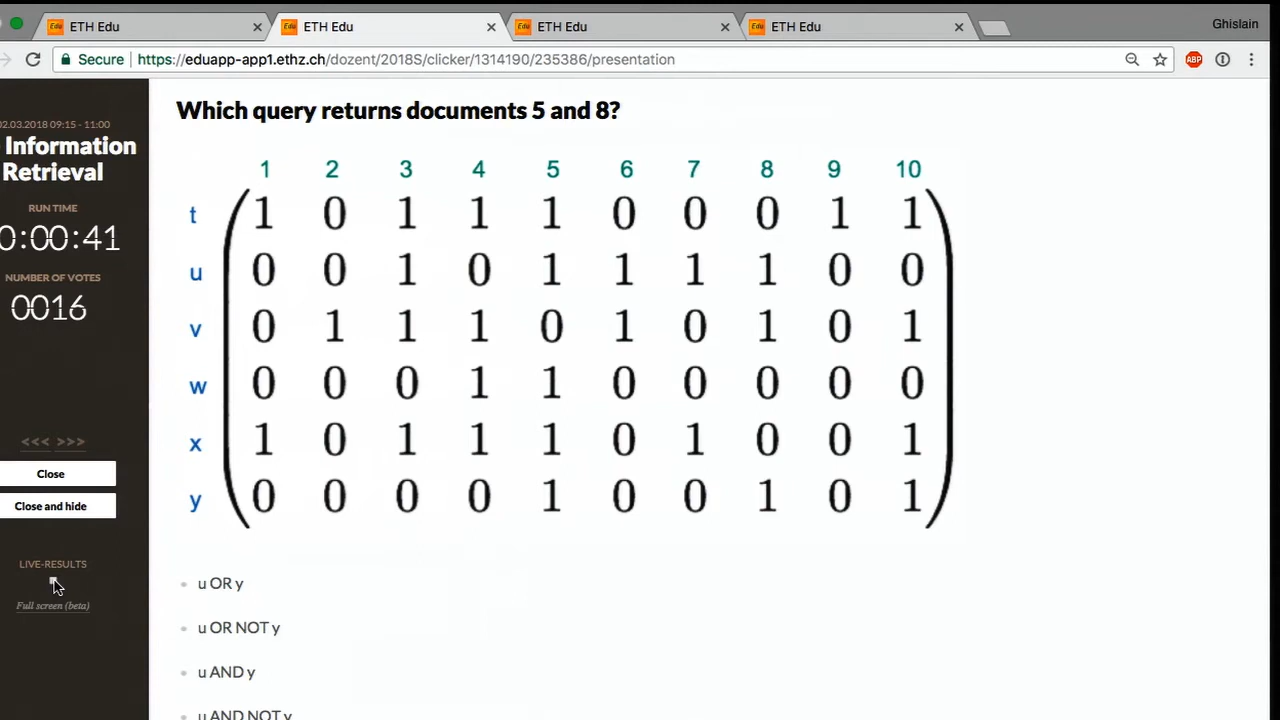 ETH Edu
ETH Edu
ETH Edu
ETH Edu
Ghislain
Secure https://eduapp-app1.ethz.ch/dozent/2018S/clicker/1314190/235386/presentation
ABP
02.03.2018 09:15 - 11:00
Information
Retrieval
RUN TIME
0:00:41
NUMBER OF VOTES
0016
<<< >>>
Close
Close and hide
LIVE-RESULTS
Full screen (beta)
Which query returns documents 5 and 8?
1 2 3 4 5 6 7 8 9 10
t 1 0 1 1 1 0 0 0 1 1
u 0 0 1 0 1 1 1 1 0 0
v 0 1 1 1 0 1 0 1 0 1
w 0 0 0 1 1 0 0 0 0 0
x 1 0 1 1 1 0 1 0 0 1
y 0 0 0 0 1 0 0 1 0 1
u OR y
u OR NOT y
u AND y
u AND NOT y